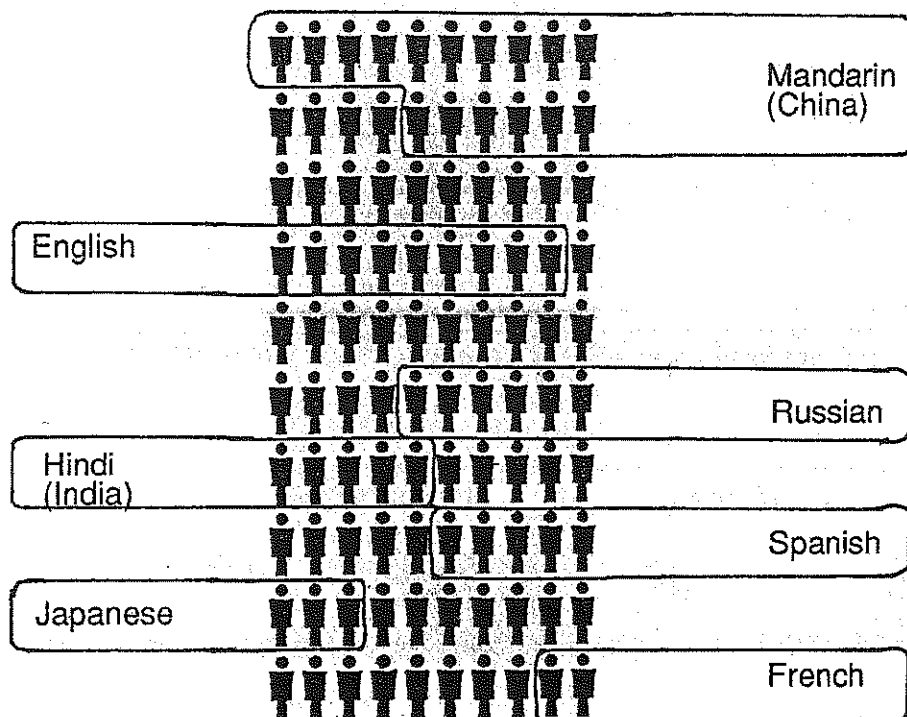 Mandarin
(China)
English
Russian
Hindi
(India)
Spanish
Japanese
French